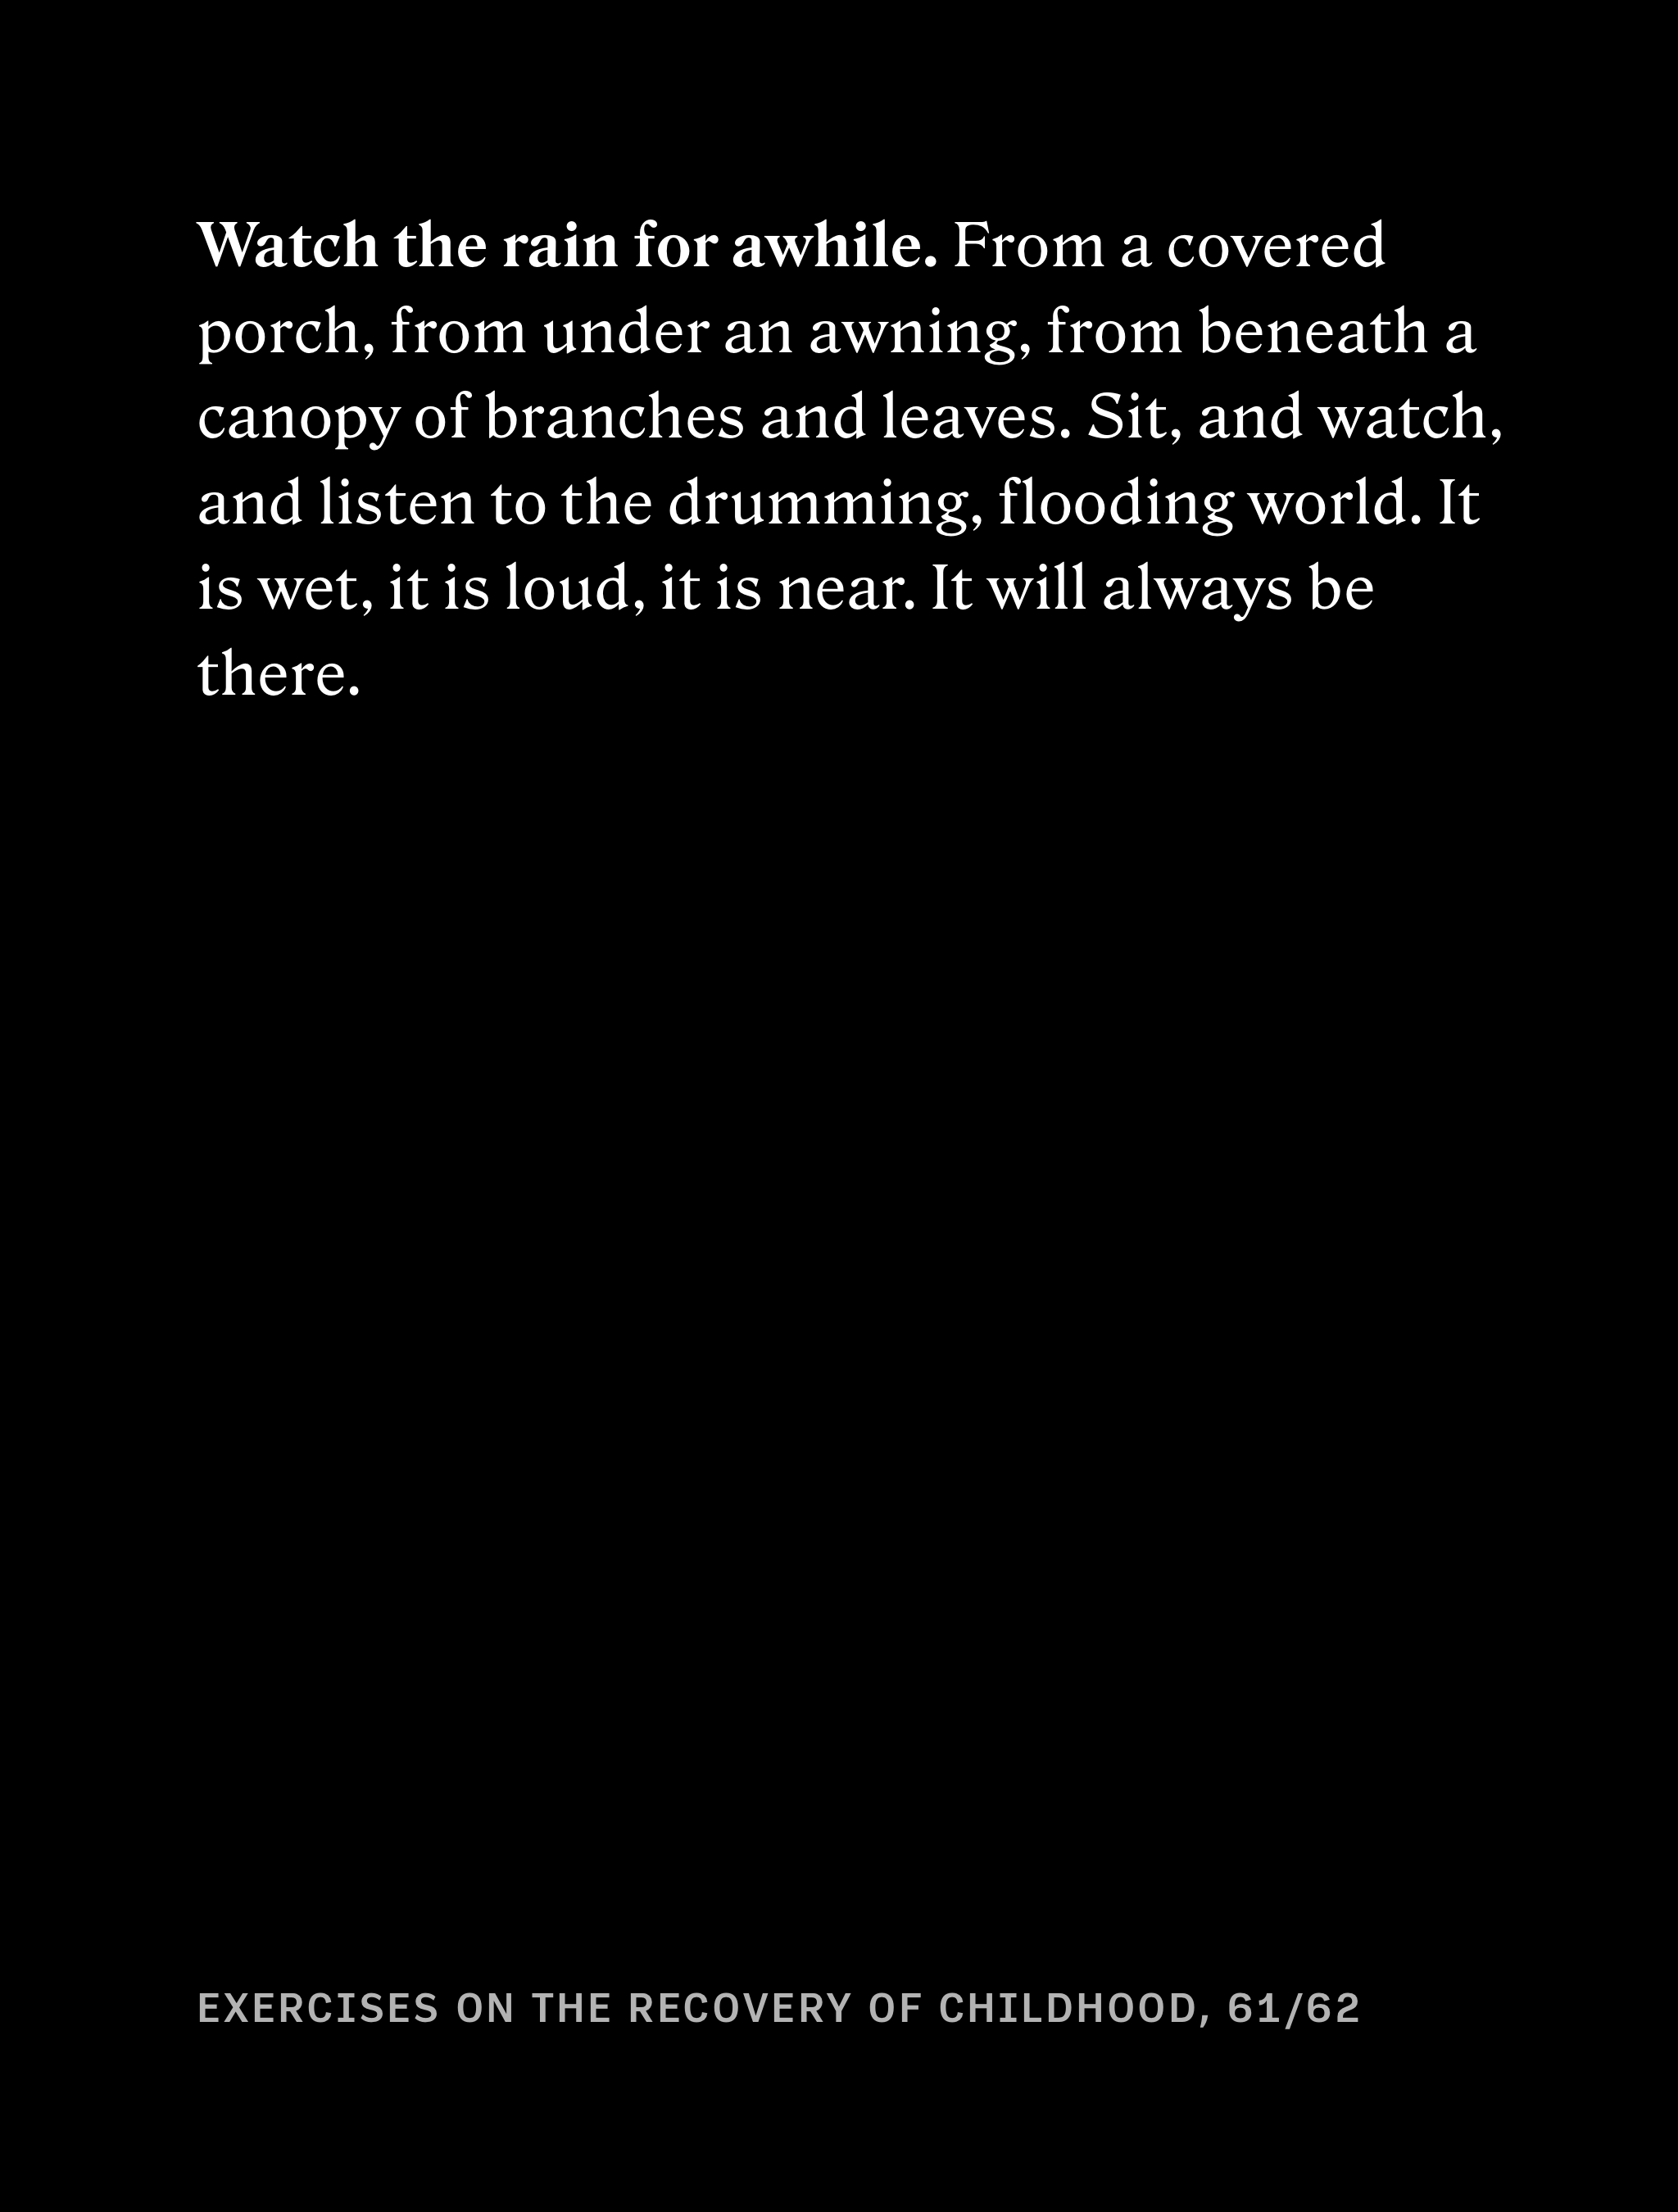 Watch the rain for awhile. From a covered
porch, from under an awning, from beneath a
canopy of branches and leaves. Sit, and watch,
and listen to the drumming, flooding world. It
is wet, it is loud, it is near. It will always be
there.
EXERCISES ON THE RECOVERY OF CHILDHOOD, 61/62